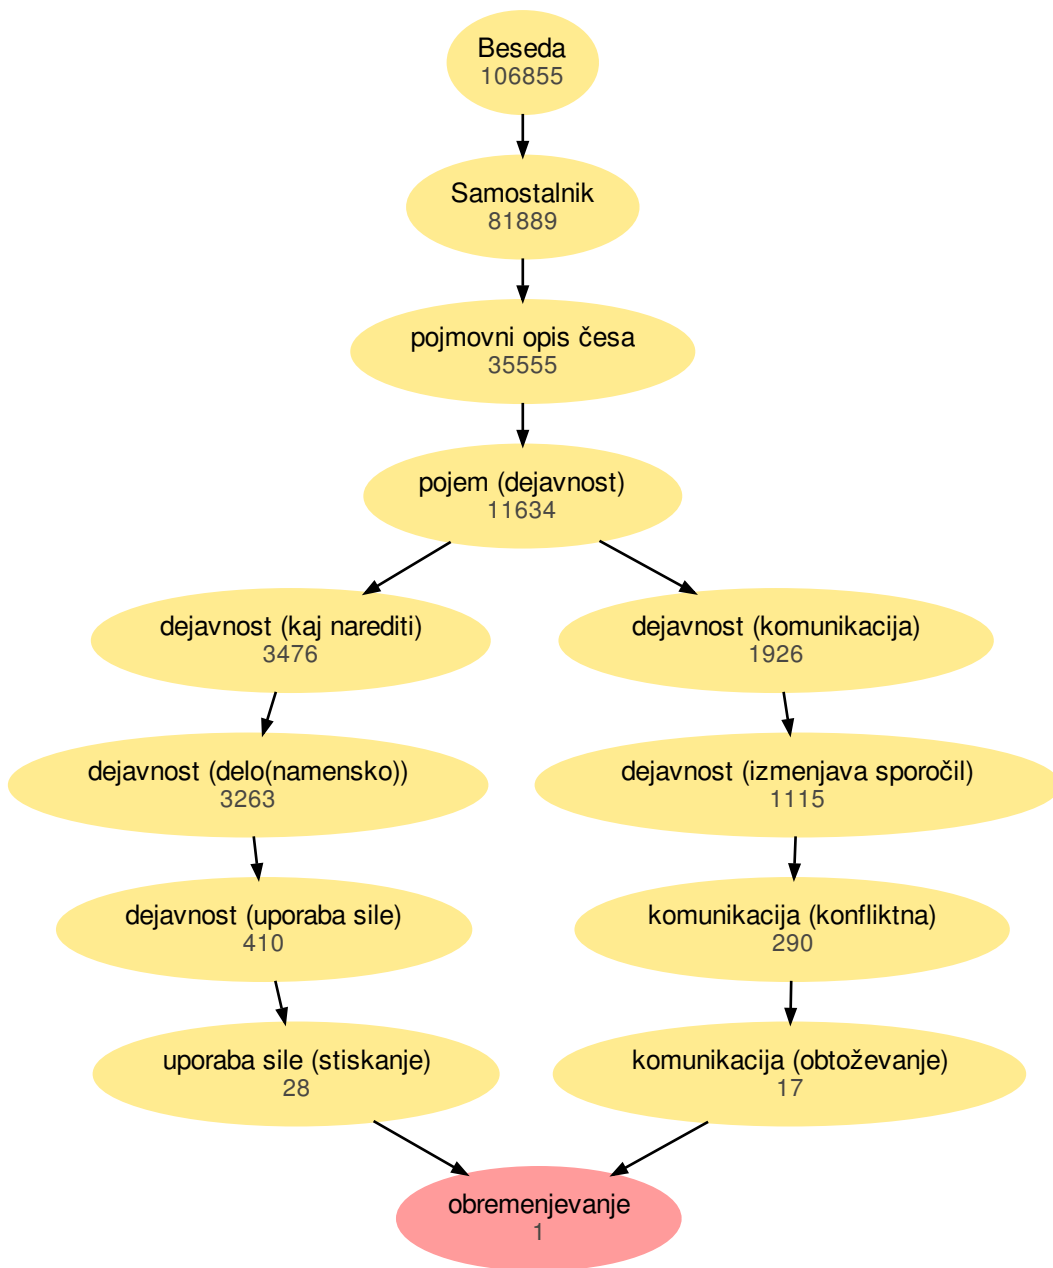 Beseda
106855
Samostalnik
81889
pojmovni opis česa
35555
pojem (dejavnost)
11634
dejavnost (kaj narediti)
3476
dejavnost (komunikacija)
1926
dejavnost (delo(namensko))
3263
dejavnost (izmenjava sporočil)
1115
dejavnost (uporaba sile)
410
komunikacija (konfliktna)
290
uporaba sile (stiskanje)
28
komunikacija (obtoževanje)
17
obremenjevanje
1